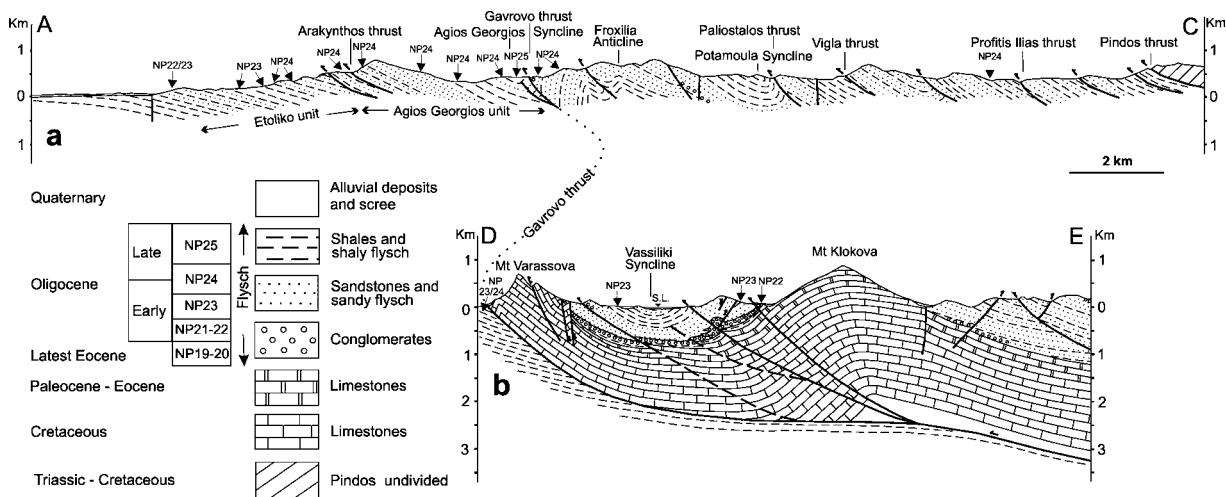 Km A
Arakynthos thrust
Gavrovo thrust
Agios Georgios Syncline
Froxilia
Anticline
Paliostalos thrust
Potamoula Syncline
Vigla thrust
Profitis Ilias thrust
Pindos thrust
C Km
NP22/23 NP23 NP24 NP24 NP24 NP24 NP24 NP24 NP25 NP24 NP24
1 1
0 0
1 1
Etoliko unit
Agios Georgios unit
a
2 km
Gavrovo thrust
Quaternary
Alluvial deposits
and scree
Oligocene
Late
Early
NP25
NP24
NP23
NP21-22
Latest Eocene
NP19-20
Flysch
Shales and
shaly flysch
Sandstones and
sandy flysch
Conglomerates
Paleocene - Eocene
Limestones
Cretaceous
Limestones
Triassic - Cretaceous
Pindos undivided
Km D
Mt Varassova
Vassiliki
Syncline
Mt Klokova
E Km
NP
23/24
NP23
S.L.
NP23
NP22
1 1
0 0
1 1
2 2
3 3
b